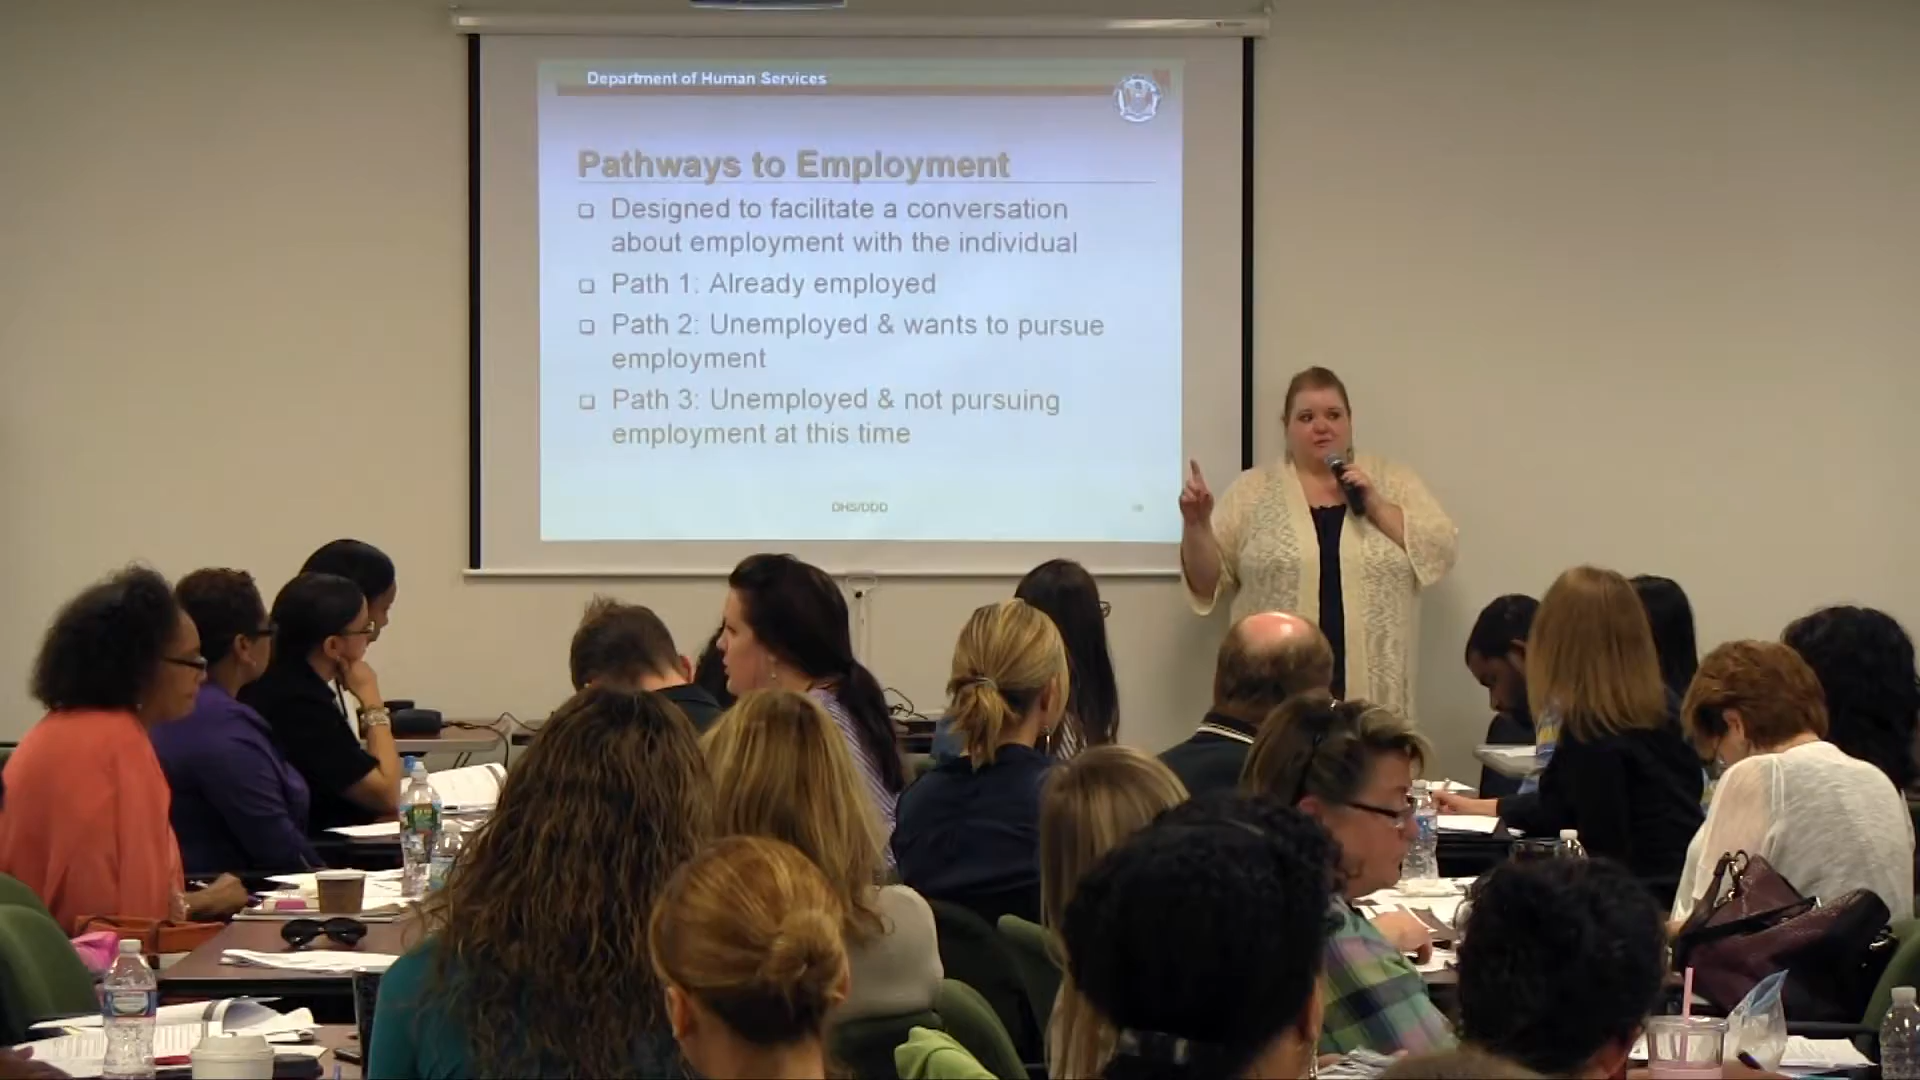 Department of Human Services
Pathways to Employment
Designed to facilitate a conversation
about employment with the individual
Path 1: Already employed
Path 2: Unemployed & wants to pursue
employment
Path 3: Unemployed & not pursuing
employment at this time
DHS/DDD